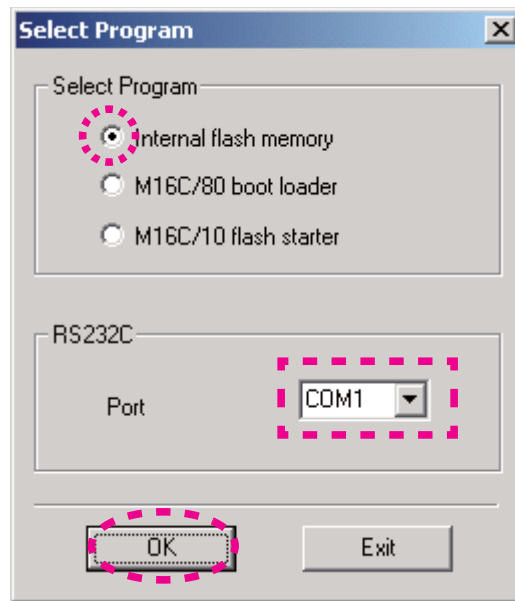 Select Program
Select Program
Internal flash memory
M16C/80 boot loader
M16C/10 flash starter
RS232C
Port COM1
OK Exit